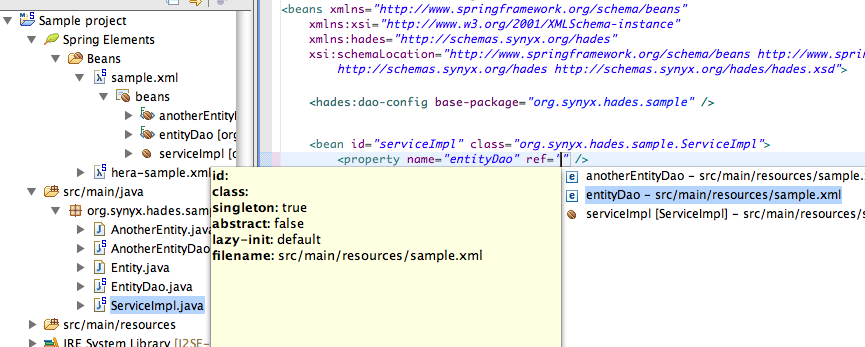 Sample project
Spring Elements
Beans
sample.xml
beans
anotherEntityI
entityDao [org
serviceImpl [o
hera-sample.xml
src/main/java
org.synyx.hades.sam
AnotherEntity.java
AnotherEntityDao
Entity.java
EntityDao.java
ServiceImpl.java
src/main/resources
JRE System Library [J2SE-
<beans xmlns="http://www.springframework.org/schema/beans"
xmlns:xsi="http://www.w3.org/2001/XMLSchema-instance"
xmlns:hades="http://schemas.synyx.org/hades"
xsi:schemaLocation="http://www.springframework.org/schema/beans http://www.spr
http://schemas.synyx.org/hades http://schemas.synyx.org/hades/hades.xsd">
<hades:dao-config base-package="org.synyx.hades.sample" />
<bean id="serviceImpl" class="org.synyx.hades.sample.ServiceImpl">
<property name="entityDao" ref="" />
id:
class:
singleton: true
abstract: false
lazy-init: default
filename: src/main/resources/sample.xml
anotherEntityDao – src/main/resources/sample.
entityDao – src/main/resources/sample.xml
serviceImpl [ServiceImpl] – src/main/resources/s